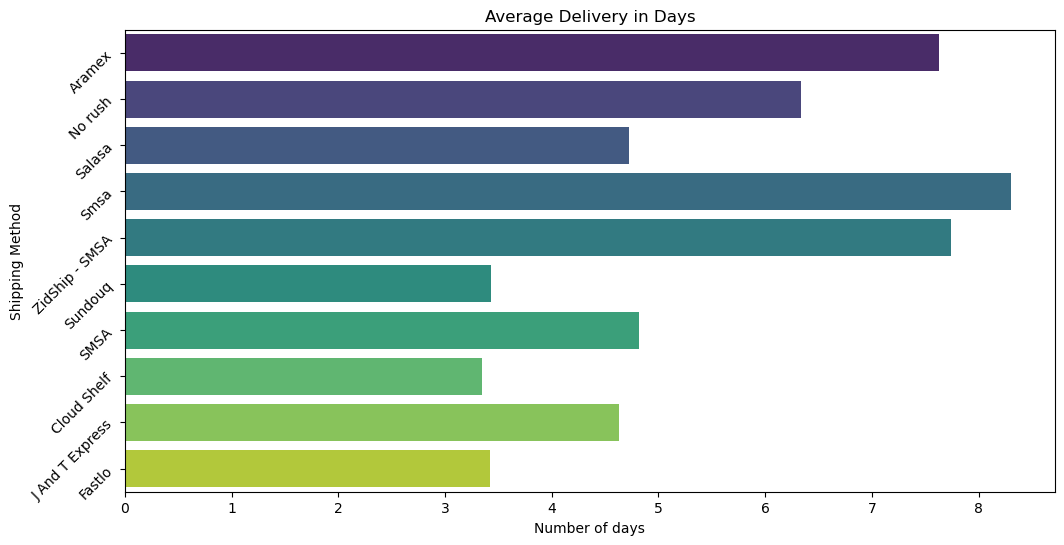 Average Delivery in Days
Shipping Method
Aramex
No rush
Salasa
Smsa
ZidShip - SMSA
Sundouq
SMSA
Cloud Shelf
J And T Express
Fastlo
0 1 2 3 4 5 6 7 8
Number of days